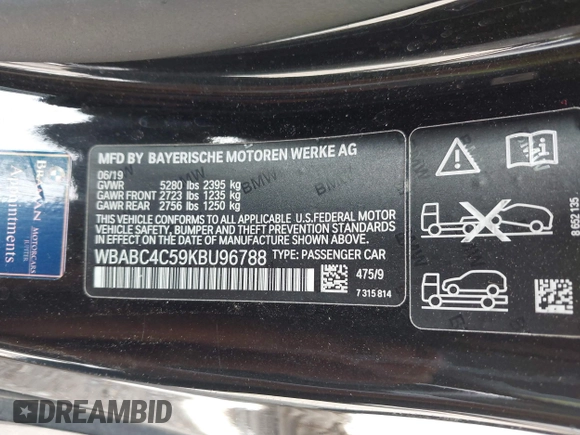 MFD BY BAYERISCHE MOTOREN WERKE AG
06/19
GVWR 5280 lbs 2395 kg
GAWR FRONT 2723 lbs 1235 kg
GAWR REAR 2756 lbs 1250 kg
THIS VEHICLE CONFORMS TO ALL APPLICABLE U.S.FEDERAL MOTOR
VEHICLE SAFETY, BUMPER AND THEFT PREVENTION STANDARDS
IN EFFECT ON THE DATE OF MANUFACTURE SHOWN ABOVE.
WBABC4C59KBU96788 TYPE: PASSENGER CAR
475/9
7 315 814
8 692 135
MOTORCARS
DREAMBID